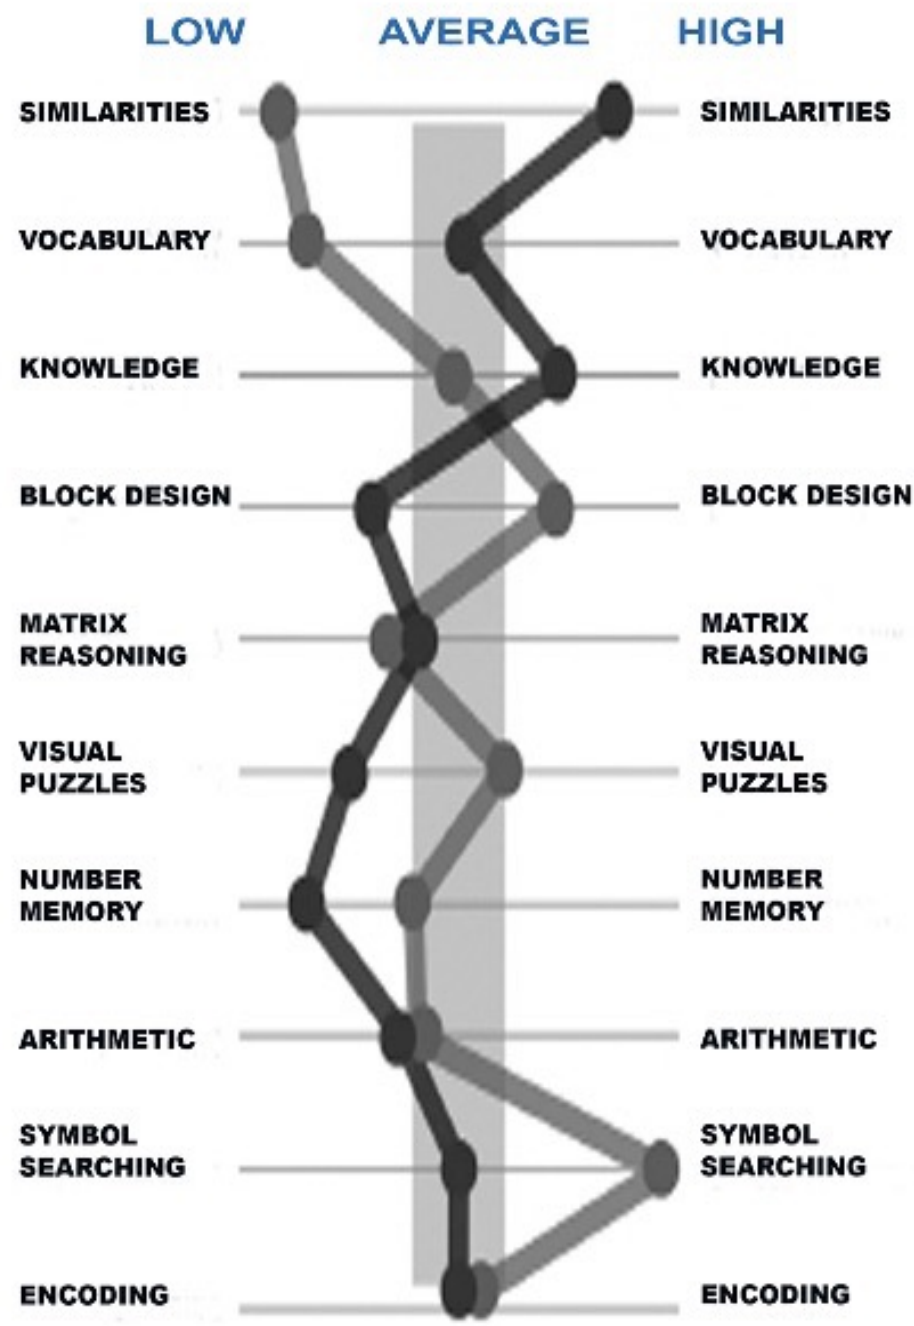 LOW AVERAGE HIGH
SIMILARITIES SIMILARITIES
VOCABULARY VOCABULARY
KNOWLEDGE KNOWLEDGE
BLOCK DESIGN BLOCK DESIGN
MATRIX MATRIX
REASONING REASONING
VISUAL VISUAL
PUZZLES PUZZLES
NUMBER NUMBER
MEMORY MEMORY
ARITHMETIC ARITHMETIC
SYMBOL SYMBOL
SEARCHING SEARCHING
ENCODING ENCODING